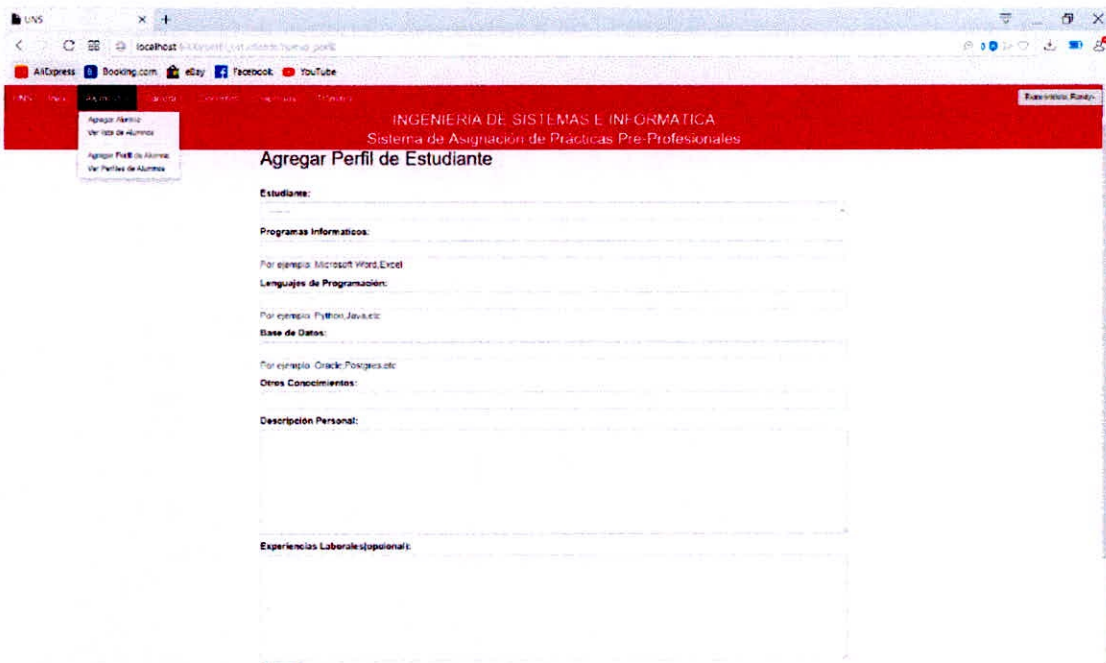 UNS
localhost
AliExpress Booking.com eBay Facebook YouTube
UNS
Agregar Alumno
Ver lista de Alumnos
Agregar Perfil de Alumno
Ver Perfiles de Alumnos
INGENIERIA DE SISTEMAS E INFORMATICA
Sistema de Asignación de Prácticas Pre-Profesionales
Agregar Perfil de Estudiante
Estudiante:
Programas Informaticos:
Por ejemplo: Microsoft Word,Excel
Lenguajes de Programación:
Por ejemplo: Python,Java,etc
Base de Datos:
Por ejemplo: Oracle,Postgres,etc
Otros Conocimientos:
Descripción Personal:
Experiencias Laborales(opuional):